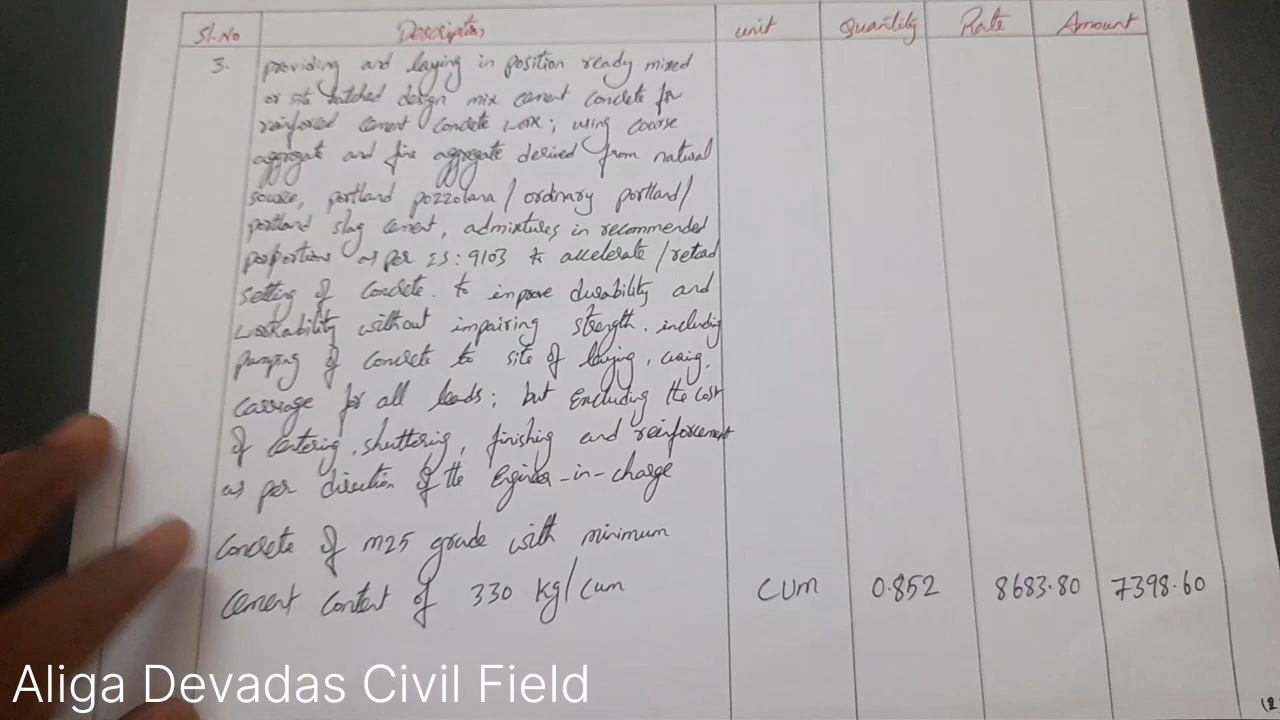 Sl.No Description unit Quantity Rate Amount
3. providing and laying in position ready mixed
or site batched design mix cement concrete for
reinforced cement concrete work; using coarse
aggregate and fine aggregate derived from natural
source, portland pozzolana / ordinary portland/
portland slag cement, admixtures in recommended
proportions as per IS: 9103 to accelerate / retard
setting of concrete. to improve durability and
workability without impairing strength. including
pumping of concrete to site of laying, using.
carriage for all leads; but Excluding the cost
of centering, shuttering, finishing and reinforcement
as per direction of the Engineer-in-charge
Concrete of M25 grade with minimum
cement content of 330 kg/cum CUM 0.852 8683.80 7398.60
Aliga Devadas Civil Field